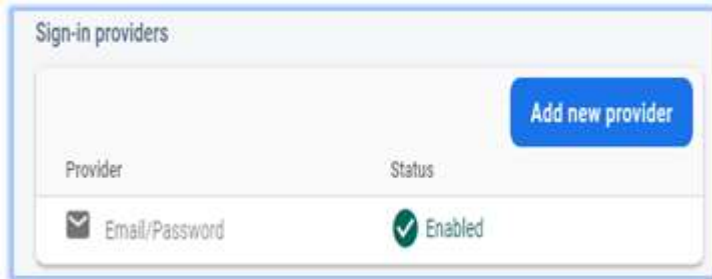 Sign-in providers
Add new provider
Provider Status
Email/Password Enabled